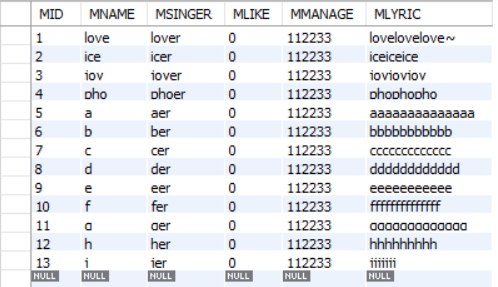 MID MNAME MSINGER MLIKE MMANAGE MLYRIC
1 love lover 0 112233 lovelovelove~
2 ice icer 0 112233 iceiceice
3 iov iover 0 112233 iovioviov
4 pho phoer 0 112233 phophopho
5 a aer 0 112233 aaaaaaaaaaaaaa
6 b ber 0 112233 bbbbbbbbbbb
7 c cer 0 112233 ccccccccccccc
8 d der 0 112233 dddddddddddd
9 e eer 0 112233 eeeeeeeeeee
10 f fer 0 112233 ffffffffffffff
11 g ger 0 112233 ggggggggggggg
12 h her 0 112233 hhhhhhhhh
13 i ier 0 112233 iiiiiii
NULL NULL NULL NULL NULL NULL